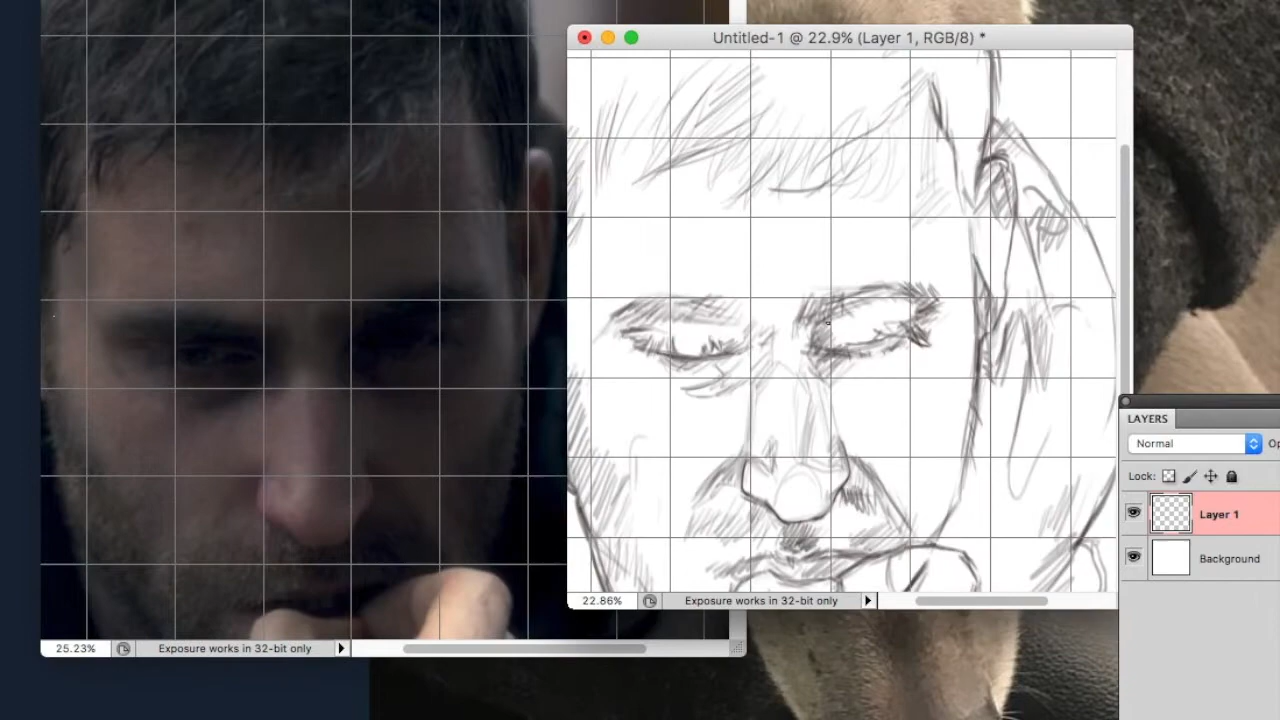 Untitled-1 @ 22.9% (Layer 1, RGB/8) *
LAYERS
Normal
Op
Lock:
Layer 1
Background
22.86%
Exposure works in 32-bit only
25.23%
Exposure works in 32-bit only